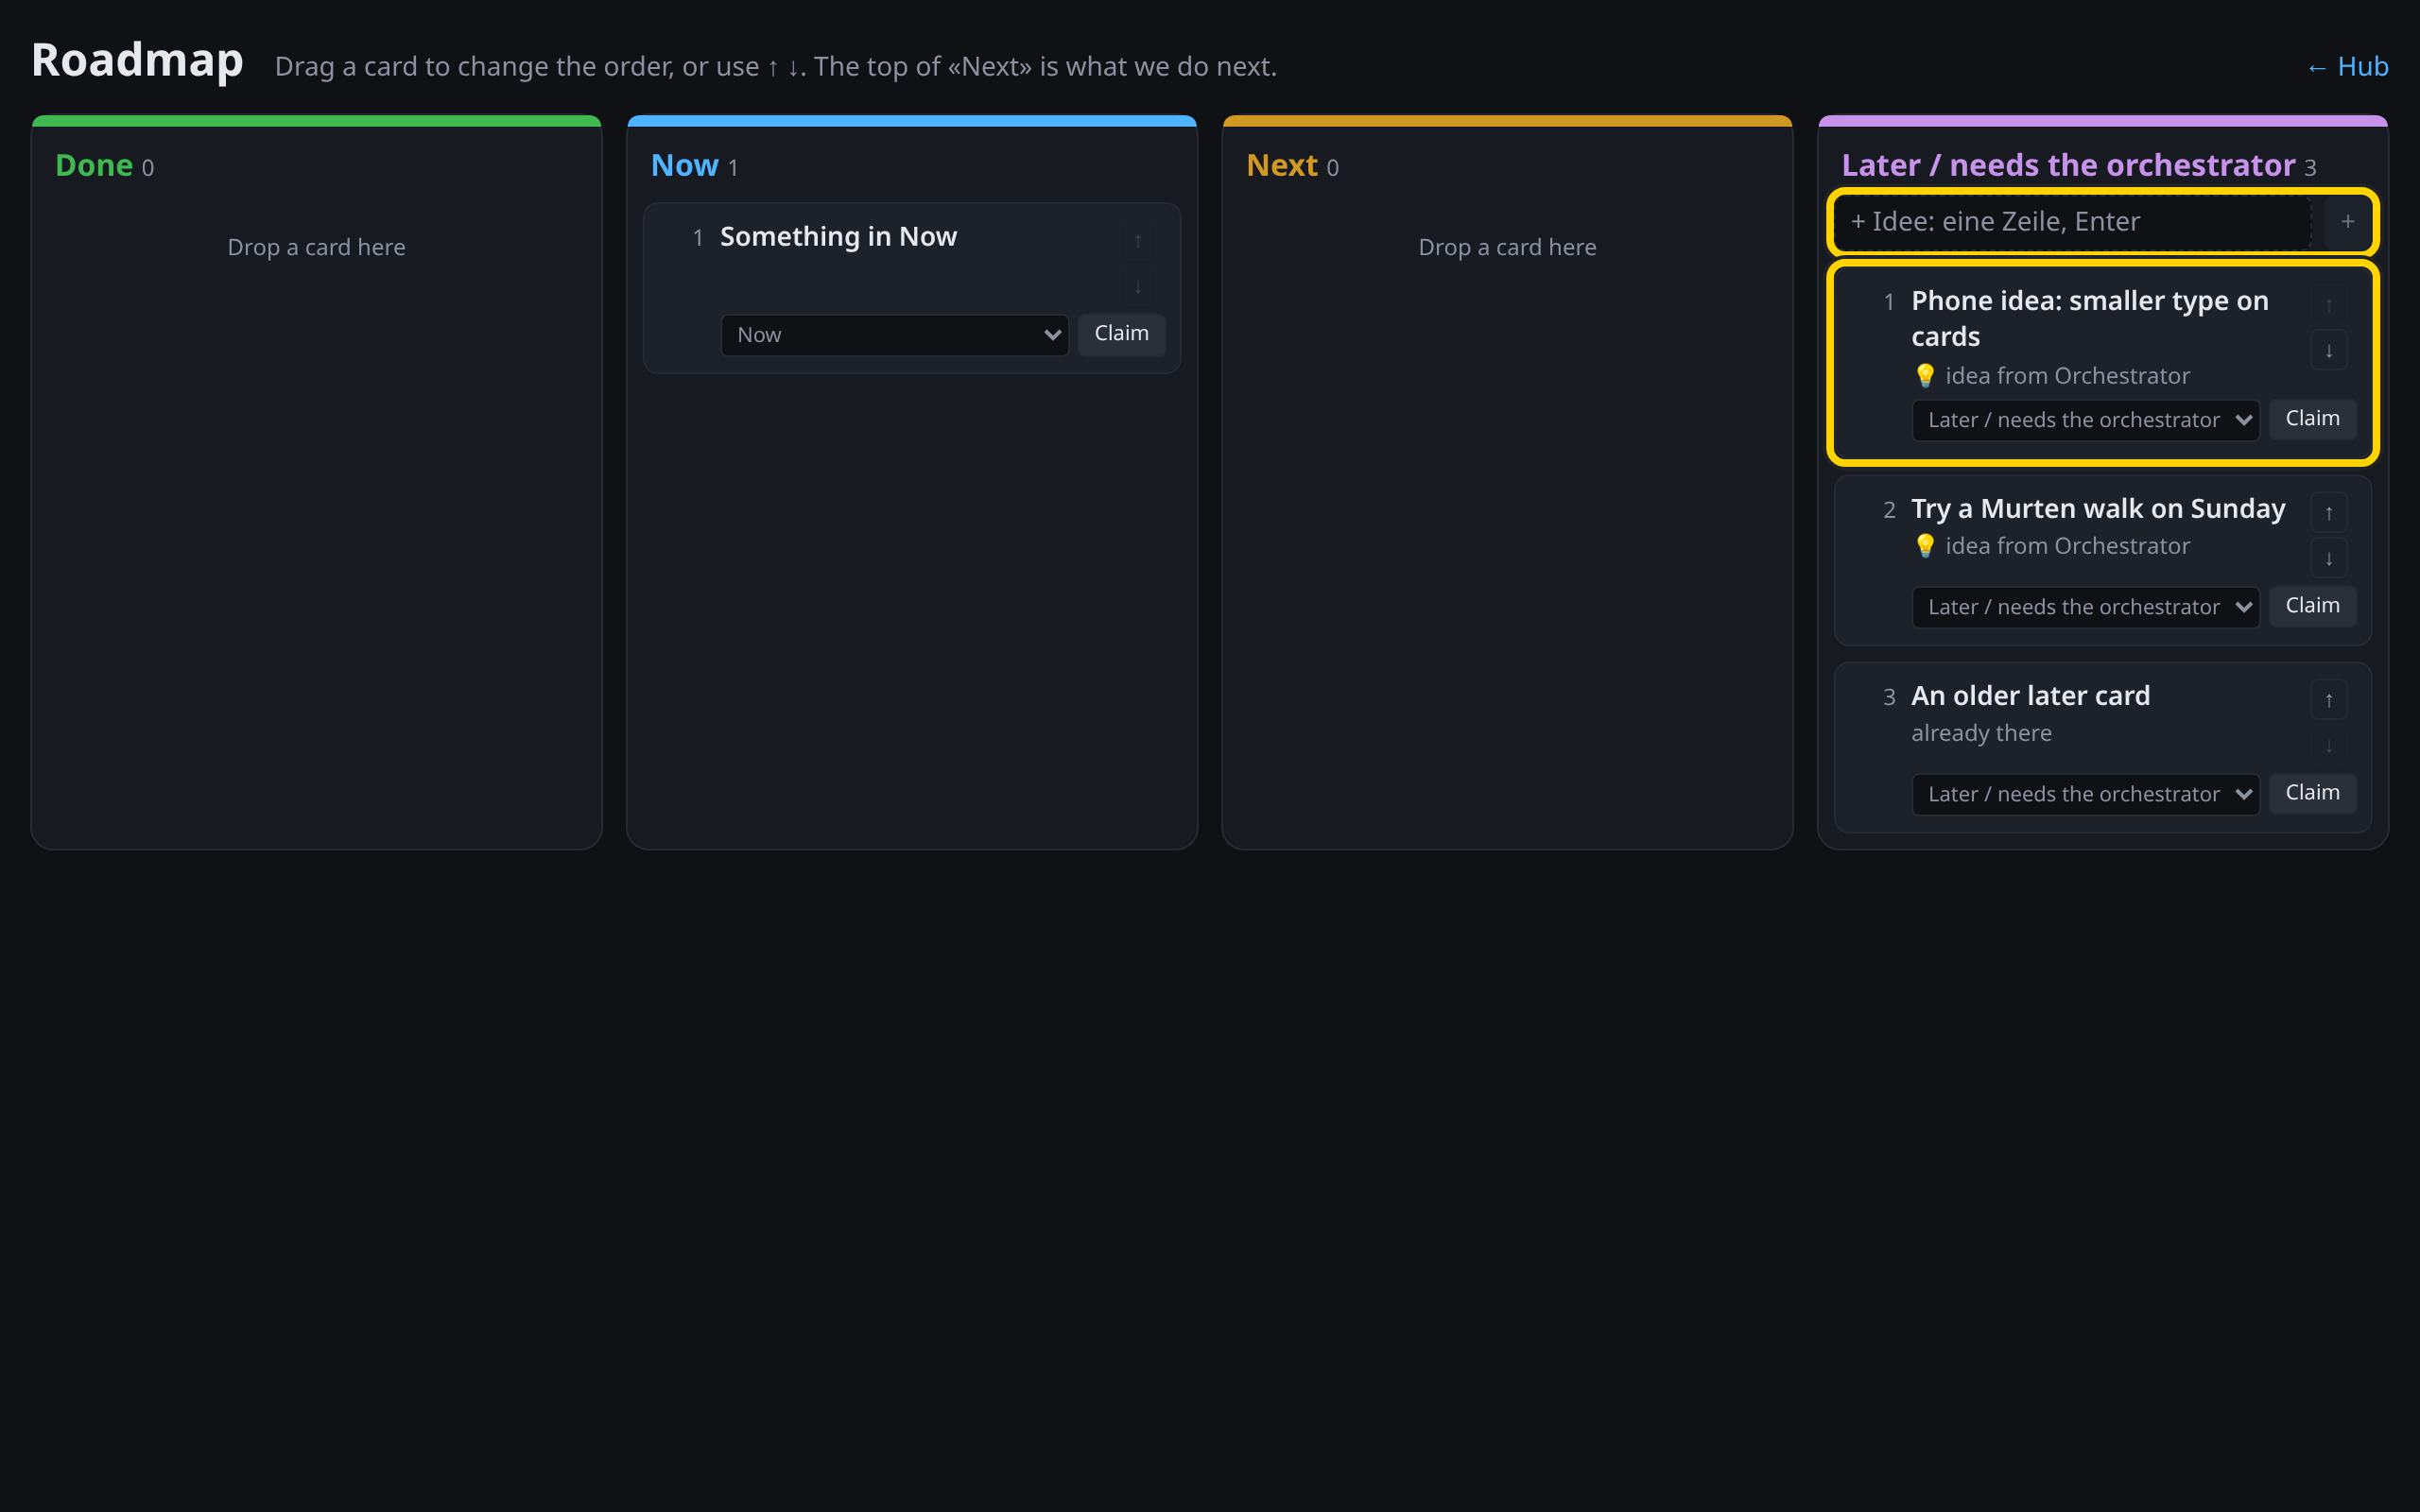 Roadmap Drag a card to change the order, or use ↑ ↓. The top of «Next» is what we do next. ← Hub
Done 0
Drop a card here
Now 1
1 Something in Now ↑
↓
Now Claim
Next 0
Drop a card here
Later / needs the orchestrator 3
+ Idee: eine Zeile, Enter +
1 Phone idea: smaller type on ↑
cards ↓
💡 idea from Orchestrator
Later / needs the orchestrator Claim
2 Try a Murten walk on Sunday ↑
💡 idea from Orchestrator ↓
Later / needs the orchestrator Claim
3 An older later card ↑
already there ↓
Later / needs the orchestrator Claim